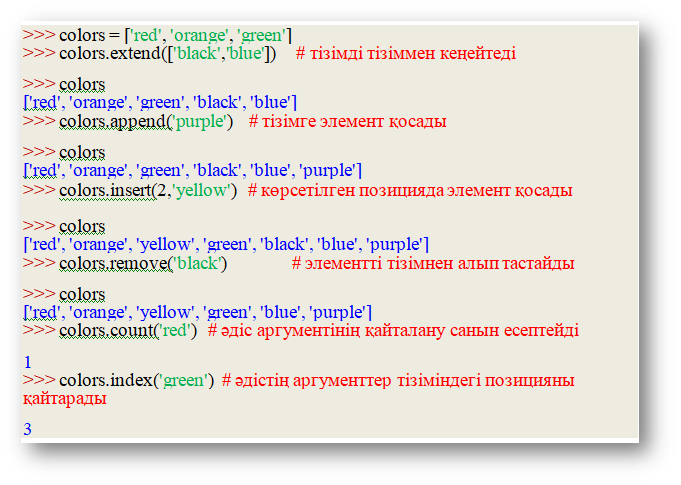 >>> colors = ['red', 'orange', 'green']
>>> colors.extend(['black','blue']) # тізімді тізіммен кеңейтеді
>>> colors
['red', 'orange', 'green', 'black', 'blue']
>>> colors.append('purple') # тізімге элемент қосады
>>> colors
['red', 'orange', 'green', 'black', 'blue', 'purple']
>>> colors.insert(2,'yellow') # көрсетілген позицияда элемент қосады
>>> colors
['red', 'orange', 'yellow', 'green', 'black', 'blue', 'purple']
>>> colors.remove('black') # элементті тізімнен алып тастайды
>>> colors
['red', 'orange', 'yellow', 'green', 'blue', 'purple']
>>> colors.count('red') # әдіс аргументінің қайталану санын есептейді
1
>>> colors.index('green') # әдістің аргументтер тізіміндегі позицияны
қайтарады
3